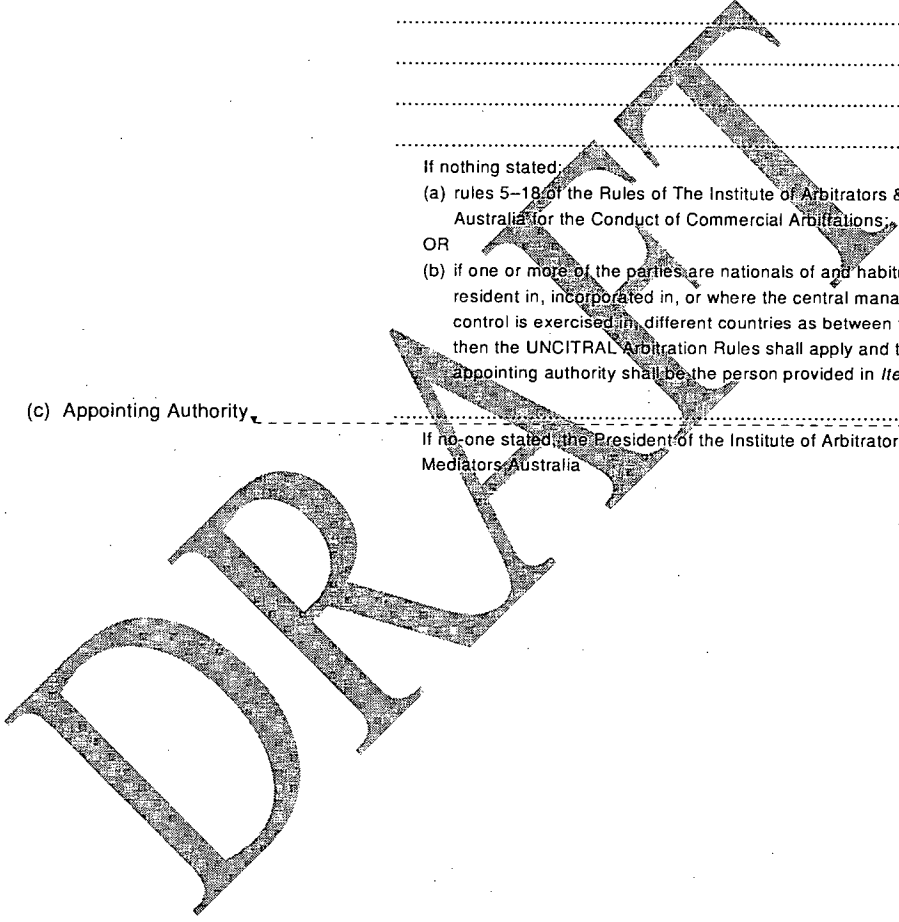 If nothing stated;
(a) rules 5–18 of the Rules of The Institute of Arbitrators &
Australia for the Conduct of Commercial Arbitrations;
OR
(b) if one or more of the parties are nationals of and
resident in, incorporated in, or where the central
control is exercised in, different countries as between
then the UNCITRAL Arbitration Rules shall apply and
appointing authority shall be the person provided in
(c) Appointing Authority
If no-one stated, the President of the Institute of
Mediators Australia
DRAFT